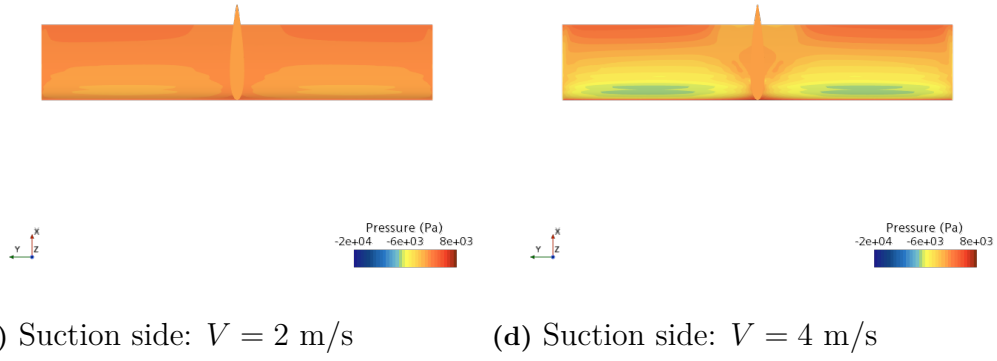 X
Y
Z
Pressure (Pa)
-2e+04 -6e+03 8e+03
X
Y
Z
Pressure (Pa)
-2e+04 -6e+03 8e+03
) Suction side: V = 2 m/s
(d) Suction side: V = 4 m/s